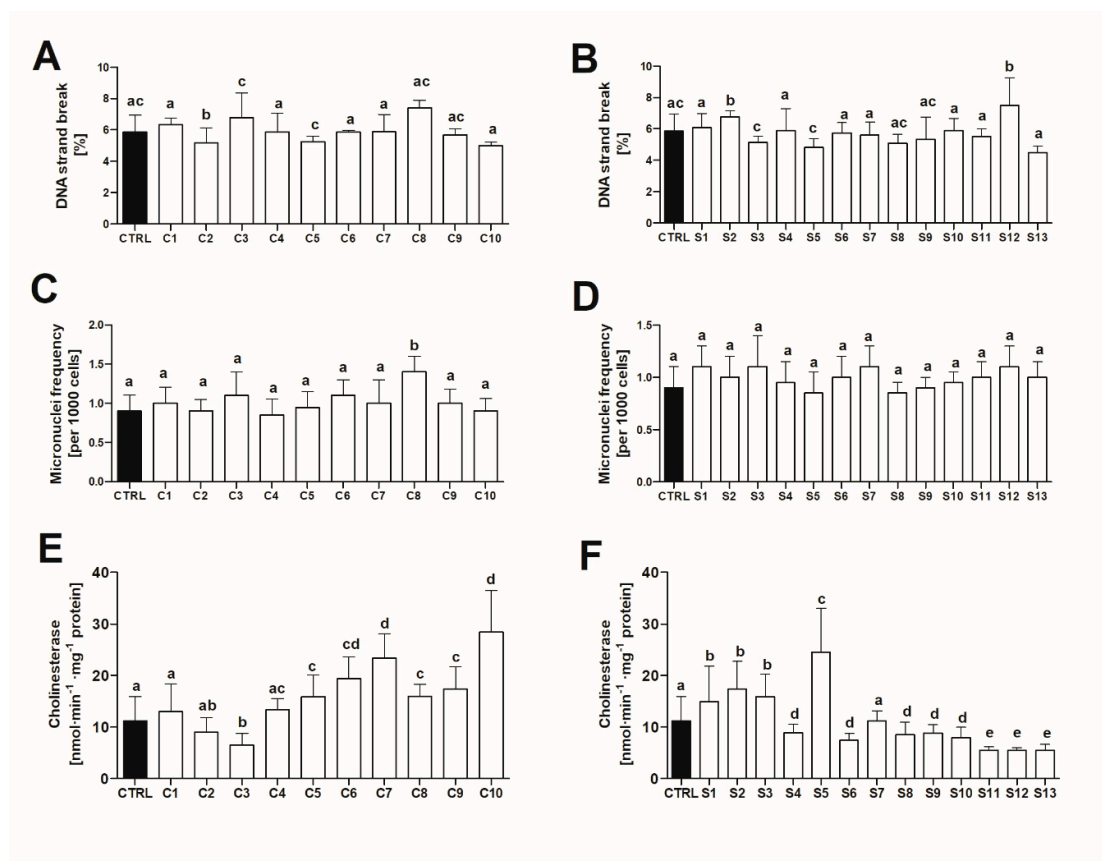 A
DNA strand break
[%]
10
8
6
4
2
0
ac a b c a c a a ac ac a
CTRL C1 C2 C3 C4 C5 C6 C7 C8 C9 C10
B
DNA strand break
[%]
10
8
6
4
2
0
ac a b c a c a a ac ac a a b a
CTRL S1 S2 S3 S4 S5 S6 S7 S8 S9 S10 S11 S12 S13
C
Micronuclei frequency
[per 1000 cells]
2.0
1.5
1.0
0.5
0.0
a a a a a a a a b a a
CTRL C1 C2 C3 C4 C5 C6 C7 C8 C9 C10
D
Micronuclei frequency
[per 1000 cells]
1.5
1.0
0.5
0.0
a a a a a a a a a a a a a a
CTRL S1 S2 S3 S4 S5 S6 S7 S8 S9 S10 S11 S12 S13
E
Cholinesterase
[nmol·min⁻¹ ·mg⁻¹ protein]
40
30
20
10
0
a a ab b ac c cd d c c d
CTRL C1 C2 C3 C4 C5 C6 C7 C8 C9 C10
F
Cholinesterase
[nmol·min⁻¹ ·mg⁻¹ protein]
40
30
20
10
0
a b b b d c d a d d d e e e
CTRL S1 S2 S3 S4 S5 S6 S7 S8 S9 S10 S11 S12 S13